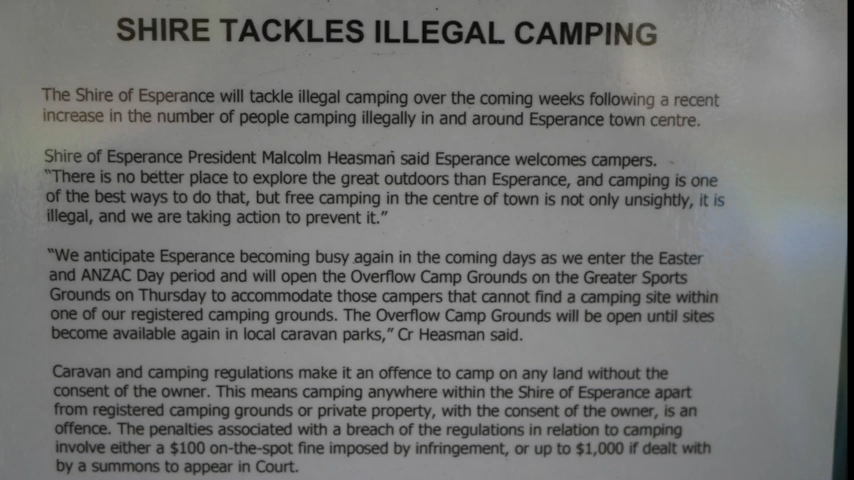 SHIRE TACKLES ILLEGAL CAMPING
The Shire of Esperance will tackle illegal camping over the coming weeks following a recent
increase in the number of people camping illegally in and around Esperance town centre.
Shire of Esperance President Malcolm Heasman said Esperance welcomes campers.
"There is no better place to explore the great outdoors than Esperance, and camping is one
of the best ways to do that, but free camping in the centre of town is not only unsightly, it is
illegal, and we are taking action to prevent it."
"We anticipate Esperance becoming busy again in the coming days as we enter the Easter
and ANZAC Day period and will open the Overflow Camp Grounds on the Greater Sports
Grounds on Thursday to accommodate those campers that cannot find a camping site within
one of our registered camping grounds. The Overflow Camp Grounds will be open until sites
become available again in local caravan parks," Cr Heasman said.
Caravan and camping regulations make it an offence to camp on any land without the
consent of the owner. This means camping anywhere within the Shire of Esperance apart
from registered camping grounds or private property, with the consent of the owner, is an
offence. The penalties associated with a breach of the regulations in relation to camping
involve either a $100 on-the-spot fine imposed by infringement, or up to $1,000 if dealt with
by a summons to appear in Court.